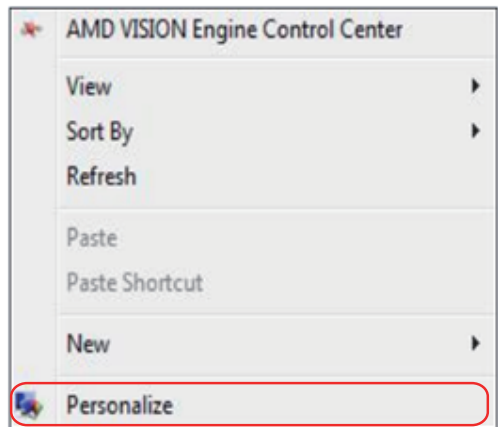 AMD VISION Engine Control Center
View
Sort By
Refresh
Paste
Paste Shortcut
New
Personalize